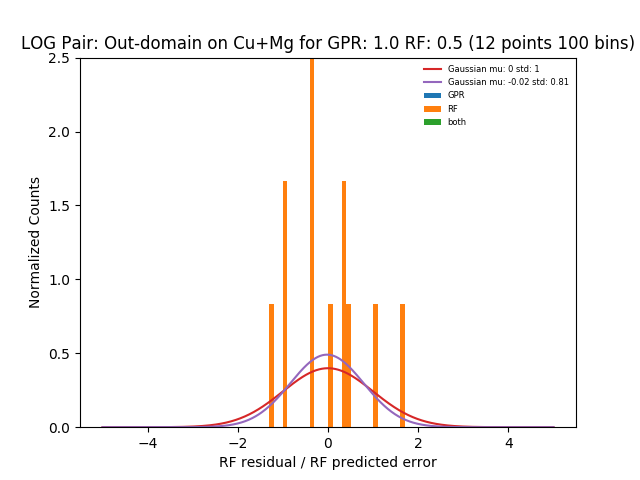 LOG Pair: Out-domain on Cu+Mg for GPR: 1.0 RF: 0.5 (12 points 100 bins)
Gaussian mu: 0 std: 1
Gaussian mu: -0.02 std: 0.81
GPR
RF
both
Normalized Counts
2.5
2.0
1.5
1.0
0.5
0.0
−4 −2 0 2 4
RF residual / RF predicted error